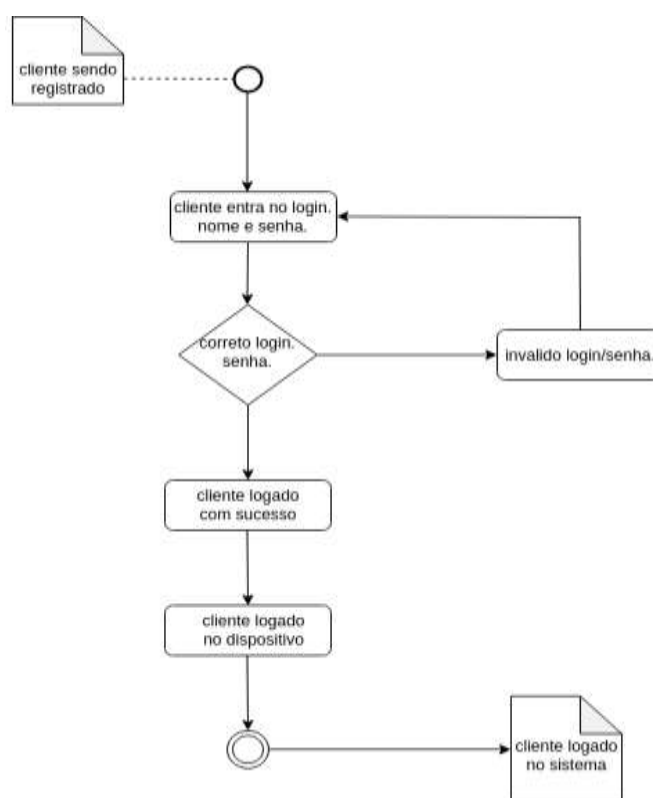 cliente sendo
registrado
cliente entra no login.
nome e senha.
correto login.
senha.
invalido login/senha.
cliente logado
com sucesso
cliente logado
no dispositivo
cliente logado
no sistema